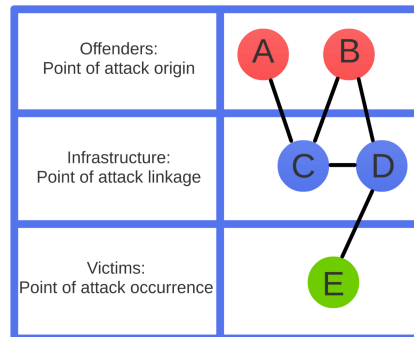 Offenders:
Point of attack origin
A
B
Infrastructure:
Point of attack linkage
C
D
Victims:
Point of attack occurrence
E